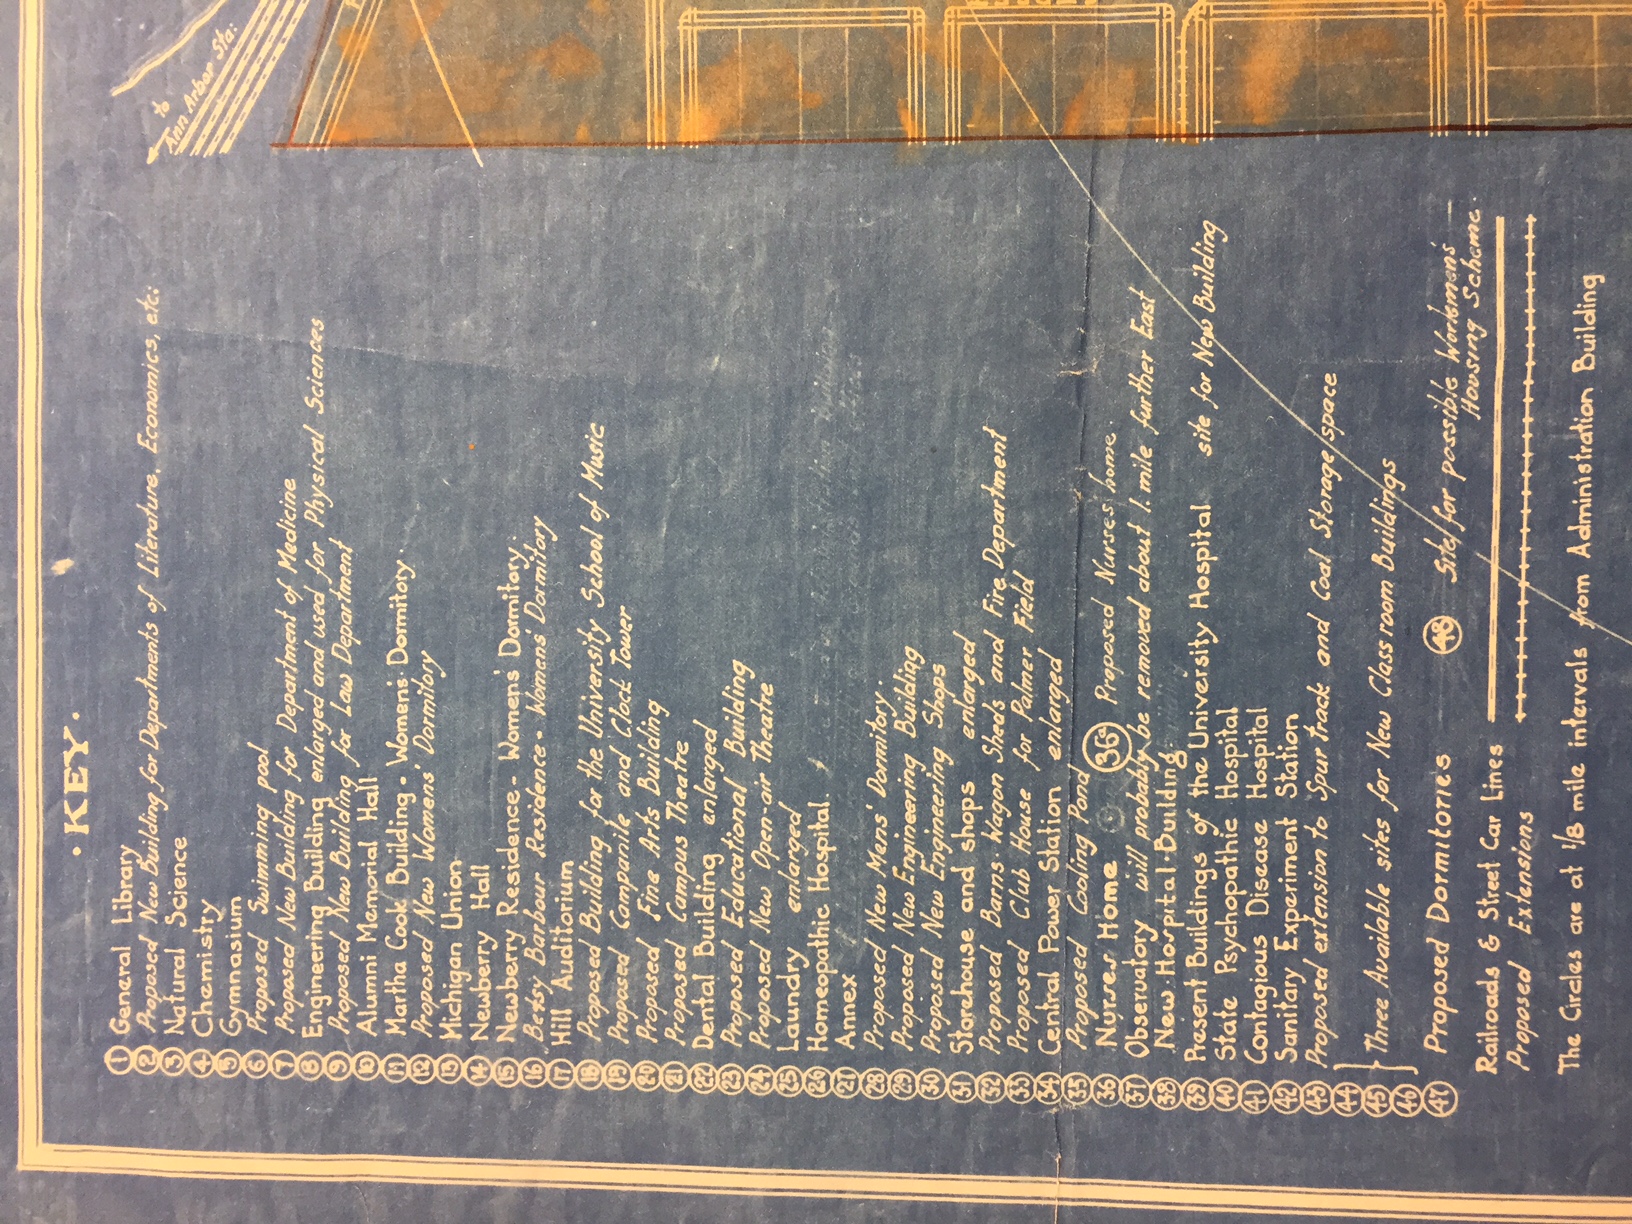 · KEY ·
to
Ann Arbor Sta:
1 General Library
2 Proposed New Building for Departments of Literature, Economics, etc:
3 Natural Science
4 Chemistry
5 Gymnasium
6 Proposed Swimming pool
7 Proposed New Building for Department of Medicine
8 Engineering Building enlarged and used for Physical Sciences
9 Proposed New Building for Law Department
10 Alumni Memorial Hall
11 Martha Cook Building - Womens' Dormitory.
12 Proposed New Womens' Dormitory
13 Michigan Union
14 Newberry Hall
15 Newberry Residence - Womens' Dormitory.
16 Betsy Barbour Residence - Womens' Dormitory
17 Hill Auditorium
18 Proposed Building for the University School of Music
19 Proposed Campanile and Clock Tower
20 Proposed Fine Arts Building
21 Proposed Campus Theatre
22 Dental Building enlarged
23 Proposed Educational Building
24 Proposed New Open-air Theatre
25 Laundry enlarged
26 Homeopathic Hospital.
27 Annex
28 Proposed New Mens' Dormitory.
29 Proposed New Engineering Building
30 Proposed New Engineering Shops
31 Storehouse and shops enlarged
32 Proposed Barns. Wagon Sheds and Fire Department
33 Proposed Club House for Palmer Field
34 Central Power Station enlarged
35 Proposed Cooling Pond
36 Nurses Home 36a Proposed Nurses' home.
37 Observatory will probably be removed about 1. mile further East
38 New·Hospital·Building.
39 Present Buildings of the University Hospital site for New Building
40 State Psychopathic Hospital
41 Contagious Disease Hospital
42 Sanitary Experiment Station
43 Proposed extension to Spur track and Coal Storage space
44
45 Three Available sites for New Class room Buildings
46
47 Proposed Dormitories 48 Site for possible Workmen's
Housing Scheme.
Railroads & Street Car Lines
Proposed Extensions
The Circles are at 1/8 mile intervals from Administration Building